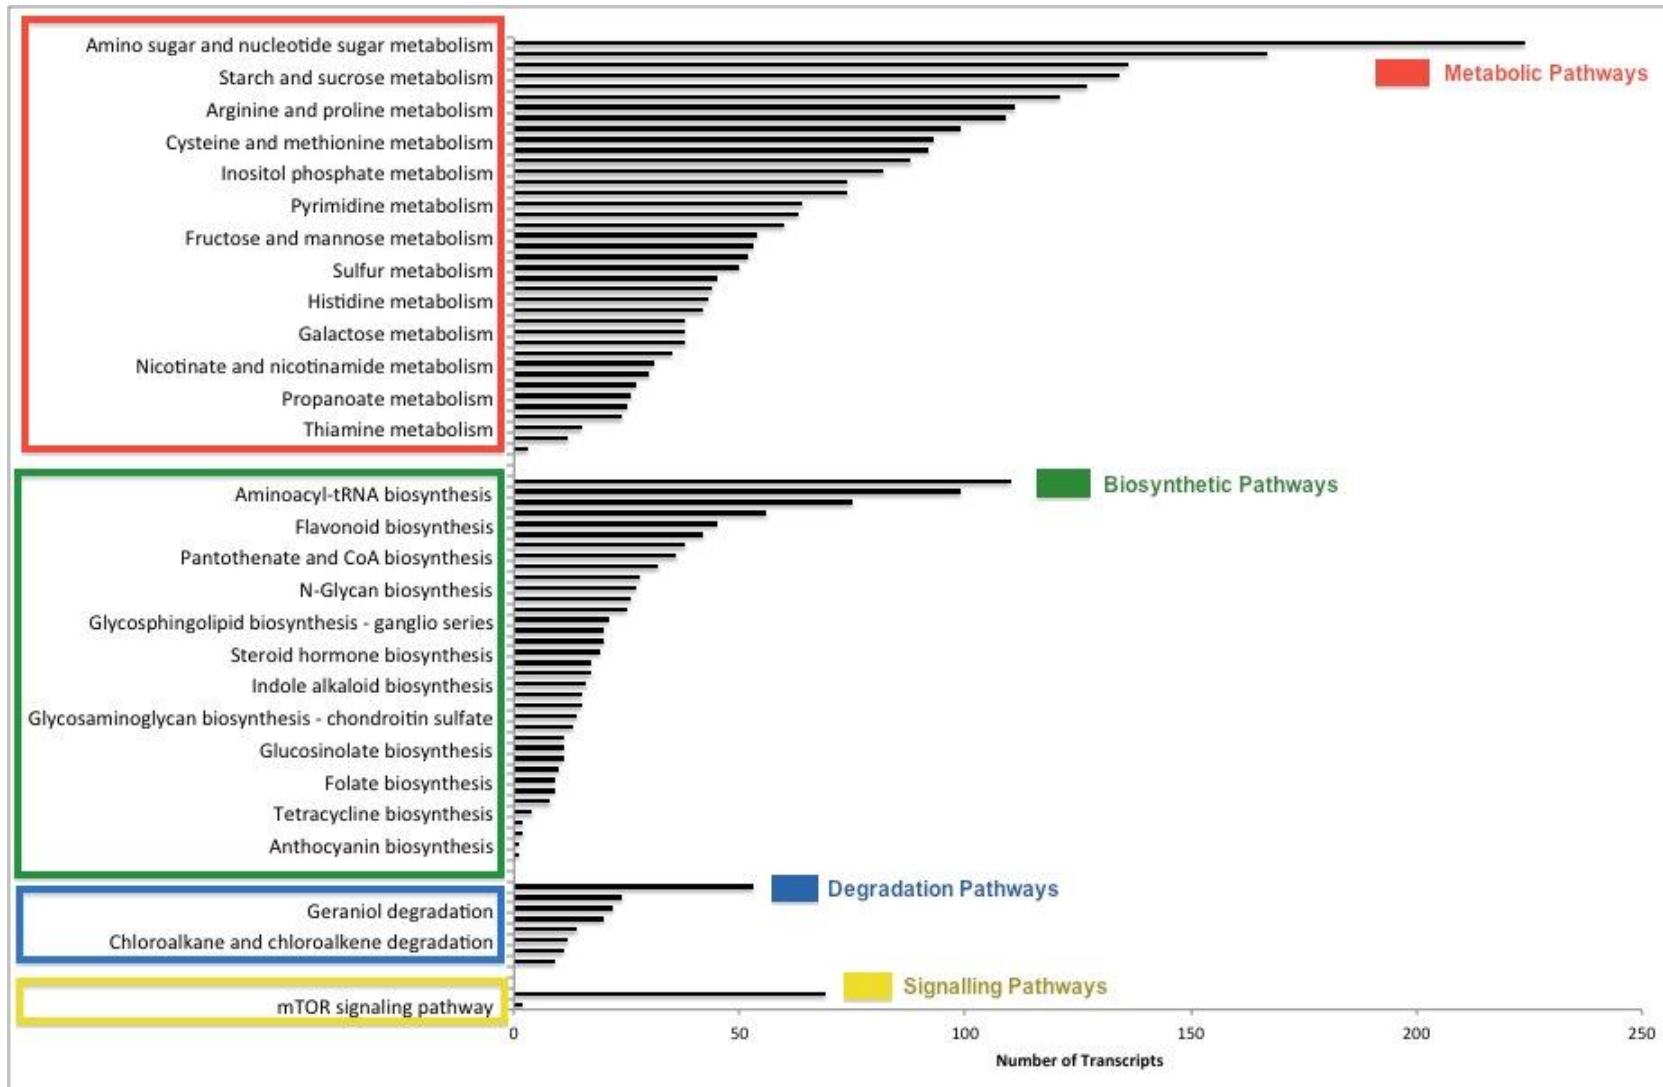 Amino sugar and nucleotide sugar metabolism
Starch and sucrose metabolism
Metabolic Pathways
Arginine and proline metabolism
Cysteine and methionine metabolism
Inositol phosphate metabolism
Pyrimidine metabolism
Fructose and mannose metabolism
Sulfur metabolism
Histidine metabolism
Galactose metabolism
Nicotinate and nicotinamide metabolism
Propanoate metabolism
Thiamine metabolism
Biosynthetic Pathways
Aminoacyl-tRNA biosynthesis
Flavonoid biosynthesis
Pantothenate and CoA biosynthesis
N-Glycan biosynthesis
Glycosphingolipid biosynthesis - ganglio series
Steroid hormone biosynthesis
Indole alkaloid biosynthesis
Glycosaminoglycan biosynthesis - chondroitin sulfate
Glucosinolate biosynthesis
Folate biosynthesis
Tetracycline biosynthesis
Anthocyanin biosynthesis
Degradation Pathways
Geraniol degradation
Chloroalkane and chloroalkene degradation
Signalling Pathways
mTOR signaling pathway
0 50 100 150 200 250
Number of Transcripts